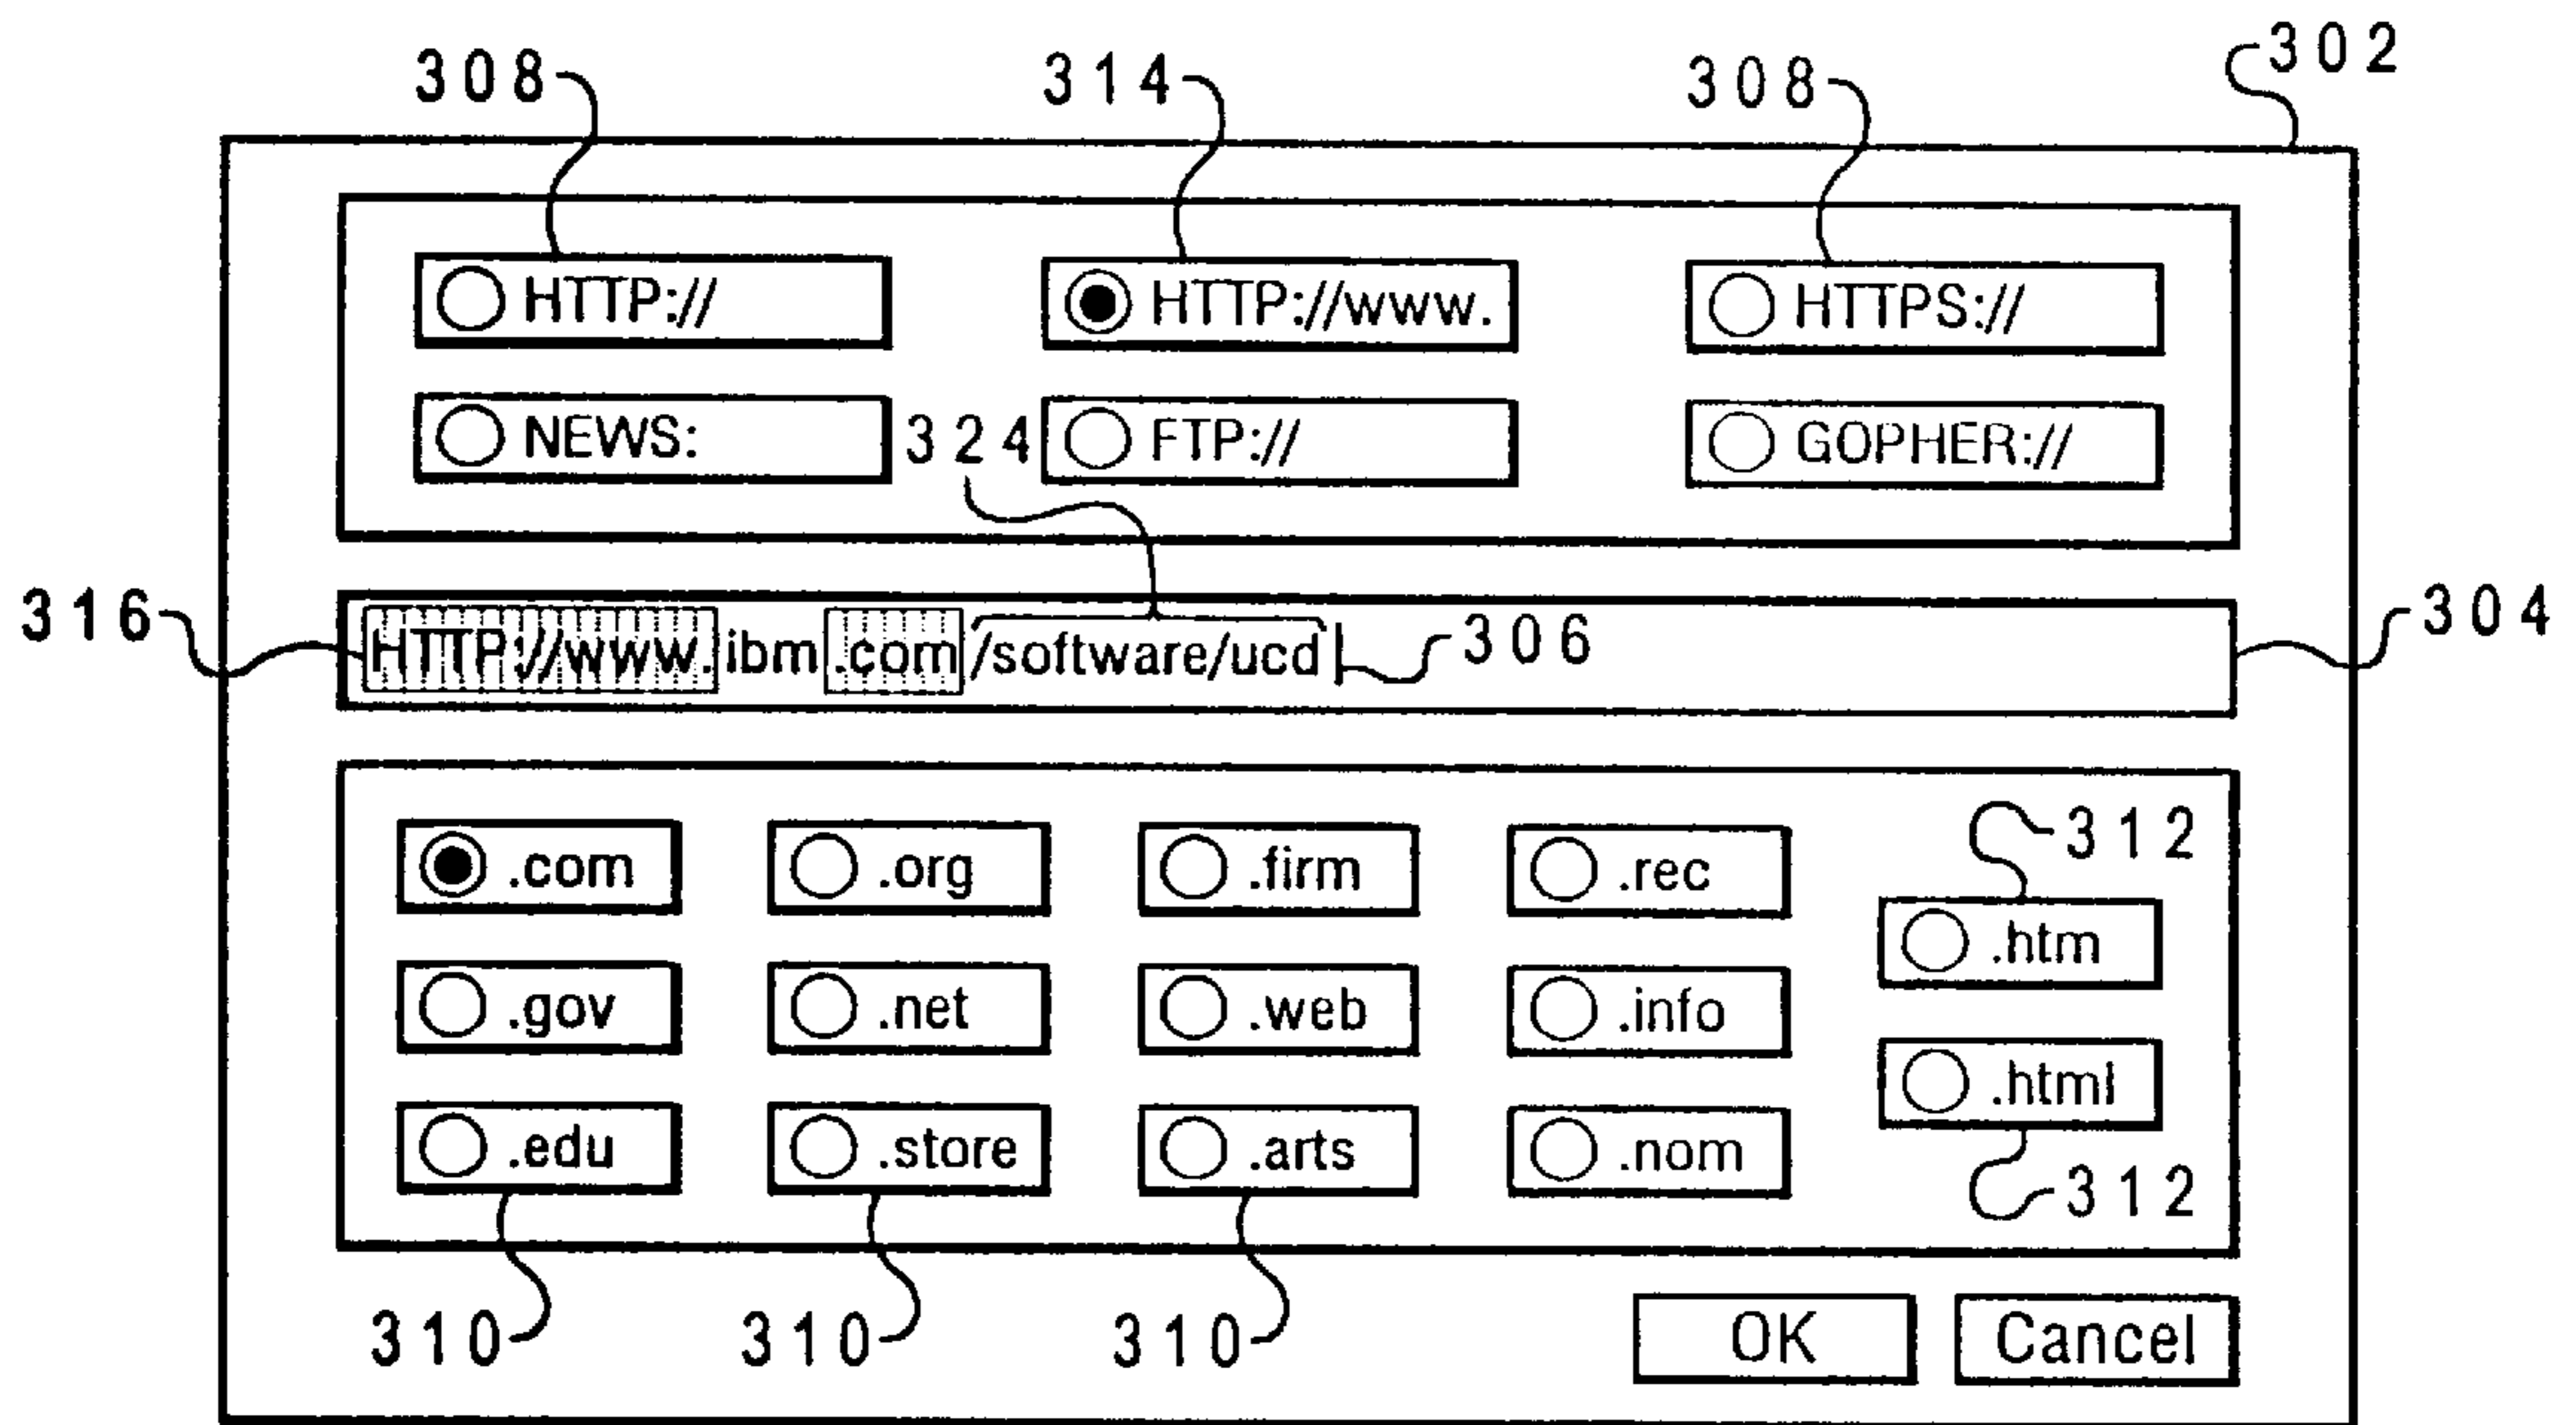 302
308 314 308
HTTP:// HTTP://www. HTTPS://
NEWS: 324 FTP:// GOPHER://
316 HTTP://www.ibm.com/software/ucd 306 304
.com .org .firm .rec 312
.htm
.gov .net .web .info
.html
.edu .store .arts .nom 312
310 310 310 OK Cancel